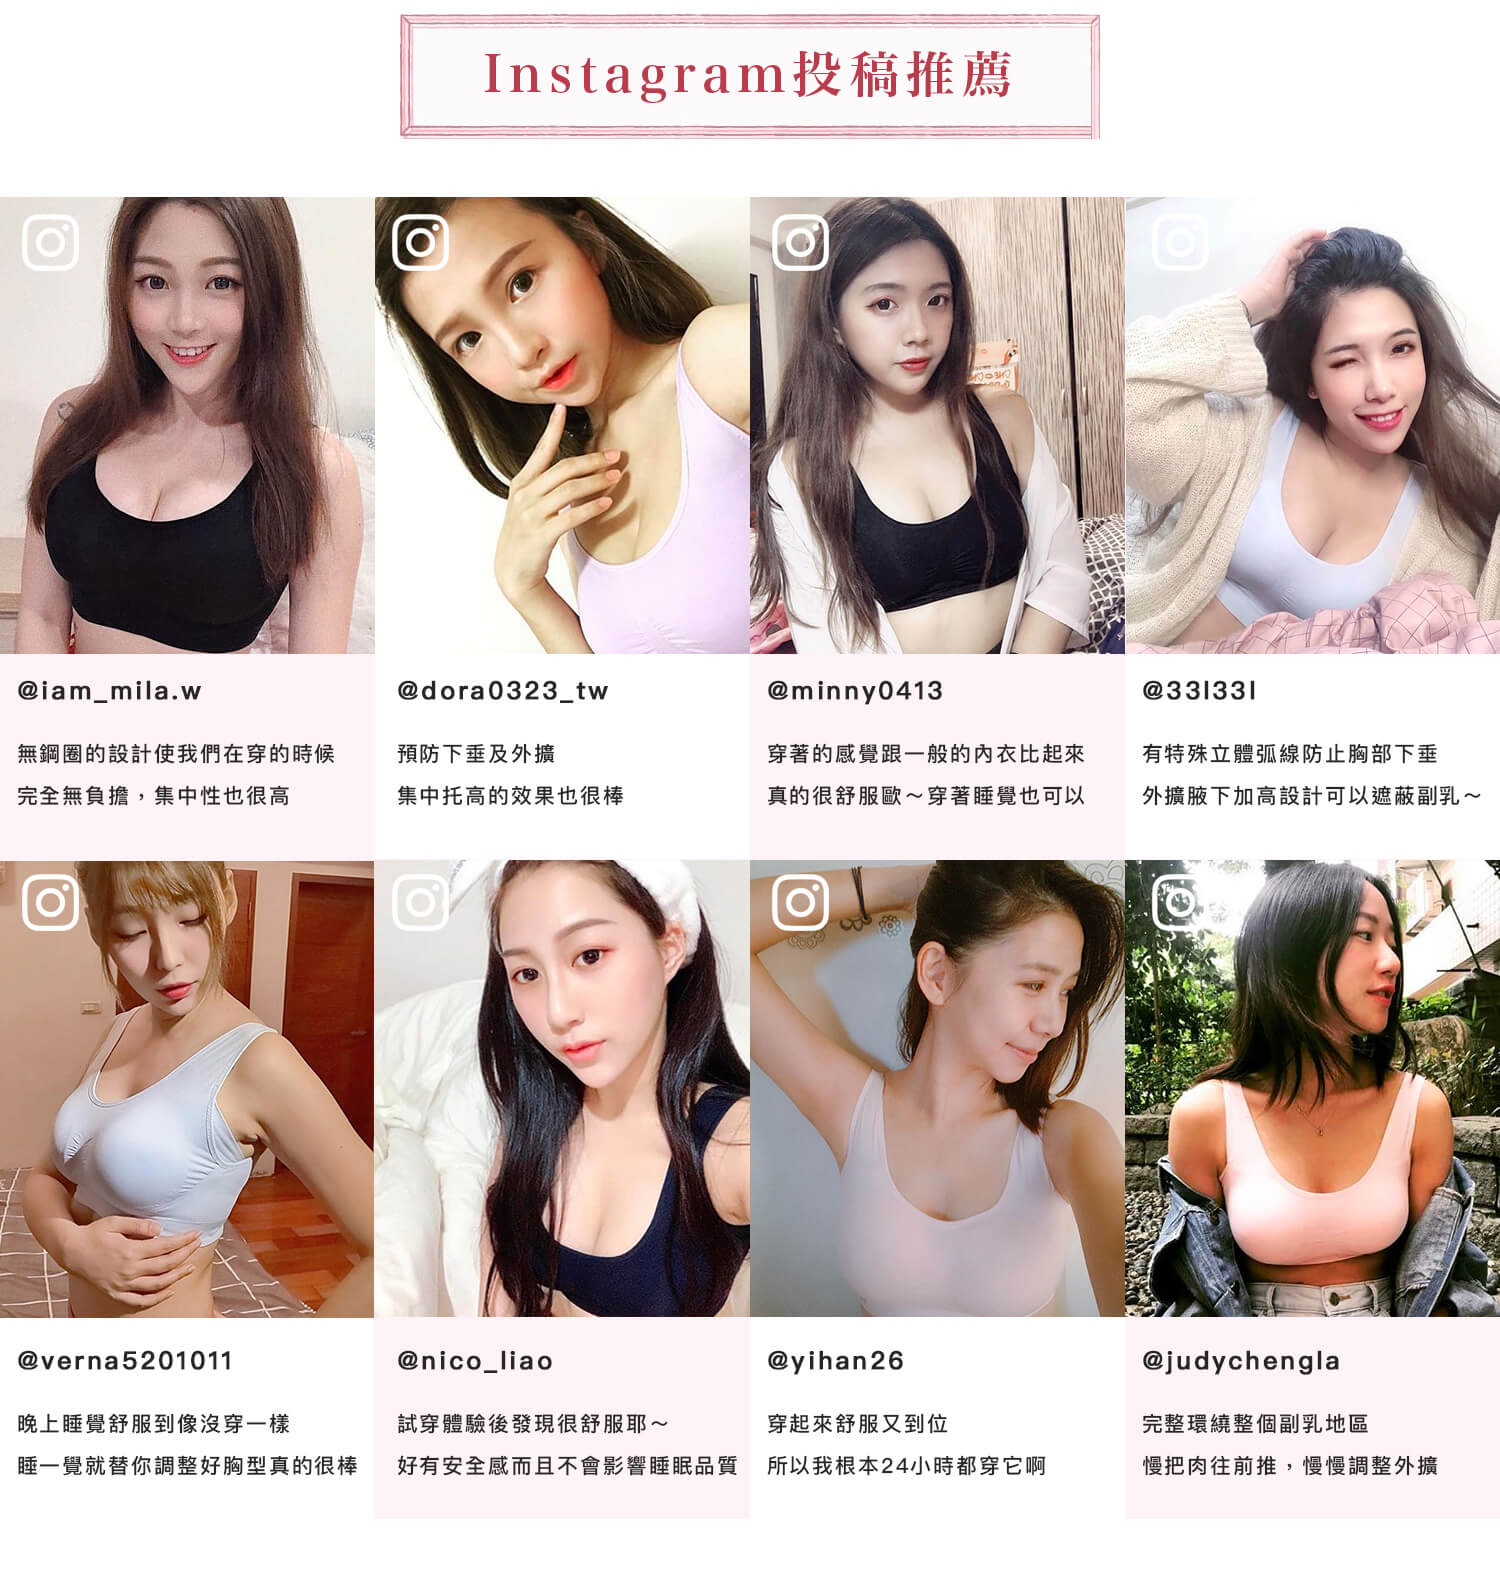 Instagram投稿推薦
@iam_mila.w
無鋼圈的設計使我們在穿的時候
完全無負擔，集中性也很高
@dora0323_tw
預防下垂及外擴
集中托高的效果也很棒
@minny0413
穿著的感覺跟一般的內衣比起來
真的很舒服歐～穿著睡覺也可以
@33l33l
有特殊立體弧線防止胸部下垂
外擴腋下加高設計可以遮蔽副乳～
@verna5201011
晚上睡覺舒服到像沒穿一樣
睡一覺就替你調整好胸型真的很棒
@nico_liao
試穿體驗後發現很舒服耶～
好有安全感而且不會影響睡眠品質
@yihan26
穿起來舒服又到位
所以我根本24小時都穿它啊
@judychengla
完整環繞整個副乳地區
慢把肉往前推，慢慢調整外擴